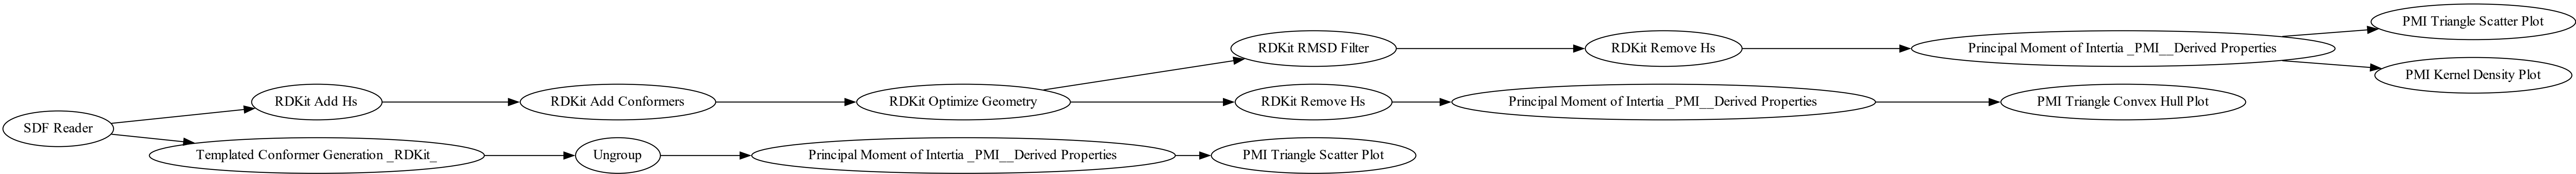 PMI Triangle Scatter Plot
RDKit RMSD Filter
RDKit Remove Hs
Principal Moment of Intertia _PMI__Derived Properties
PMI Kernel Density Plot
RDKit Add Hs
RDKit Add Conformers
RDKit Optimize Geometry
RDKit Remove Hs
Principal Moment of Intertia _PMI__Derived Properties
PMI Triangle Convex Hull Plot
SDF Reader
Templated Conformer Generation _RDKit_
Ungroup
Principal Moment of Intertia _PMI__Derived Properties
PMI Triangle Scatter Plot